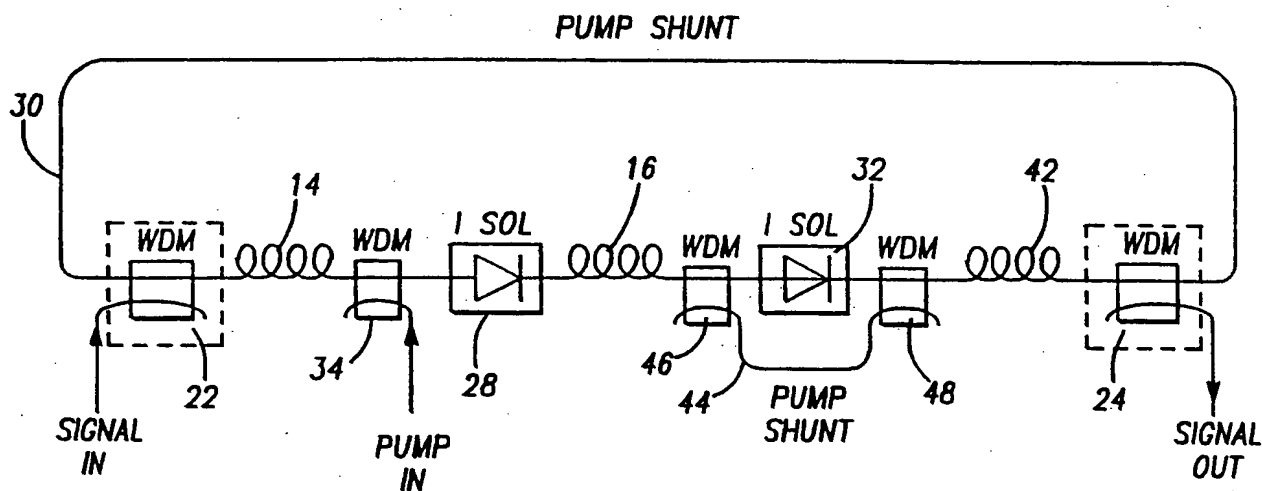 PUMP SHUNT
30
14
16
32
42
WDM
WDM
I SOL
WDM
I SOL
WDM
WDM
22
34
28
46
44
48
24
SIGNAL
IN
PUMP
IN
PUMP
SHUNT
SIGNAL
OUT